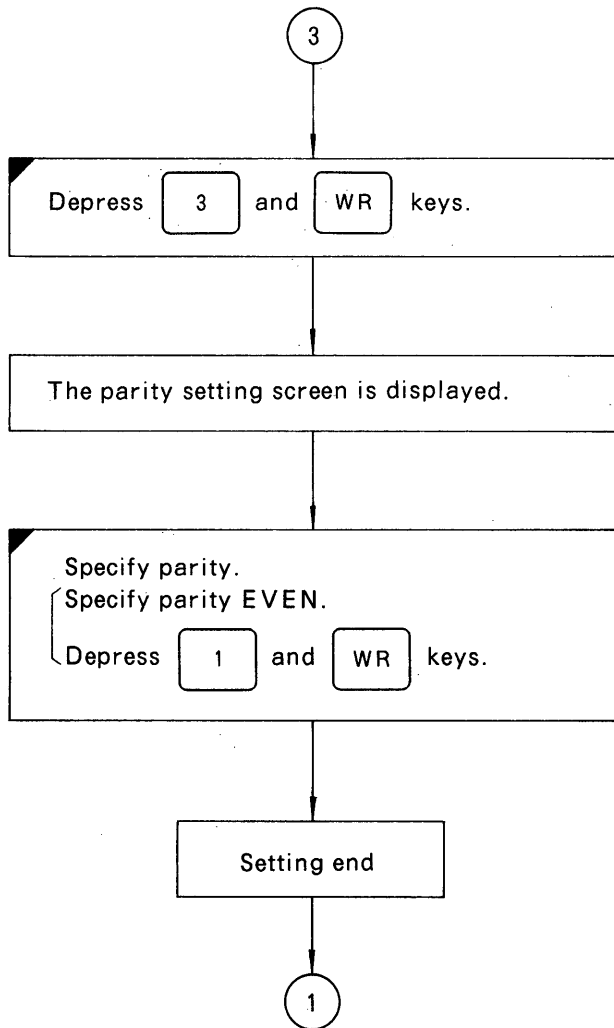 3
Depress 3 and WR keys.
The parity setting screen is displayed.
Specify parity.
Specify parity EVEN.
Depress 1 and WR keys.
Setting end
1